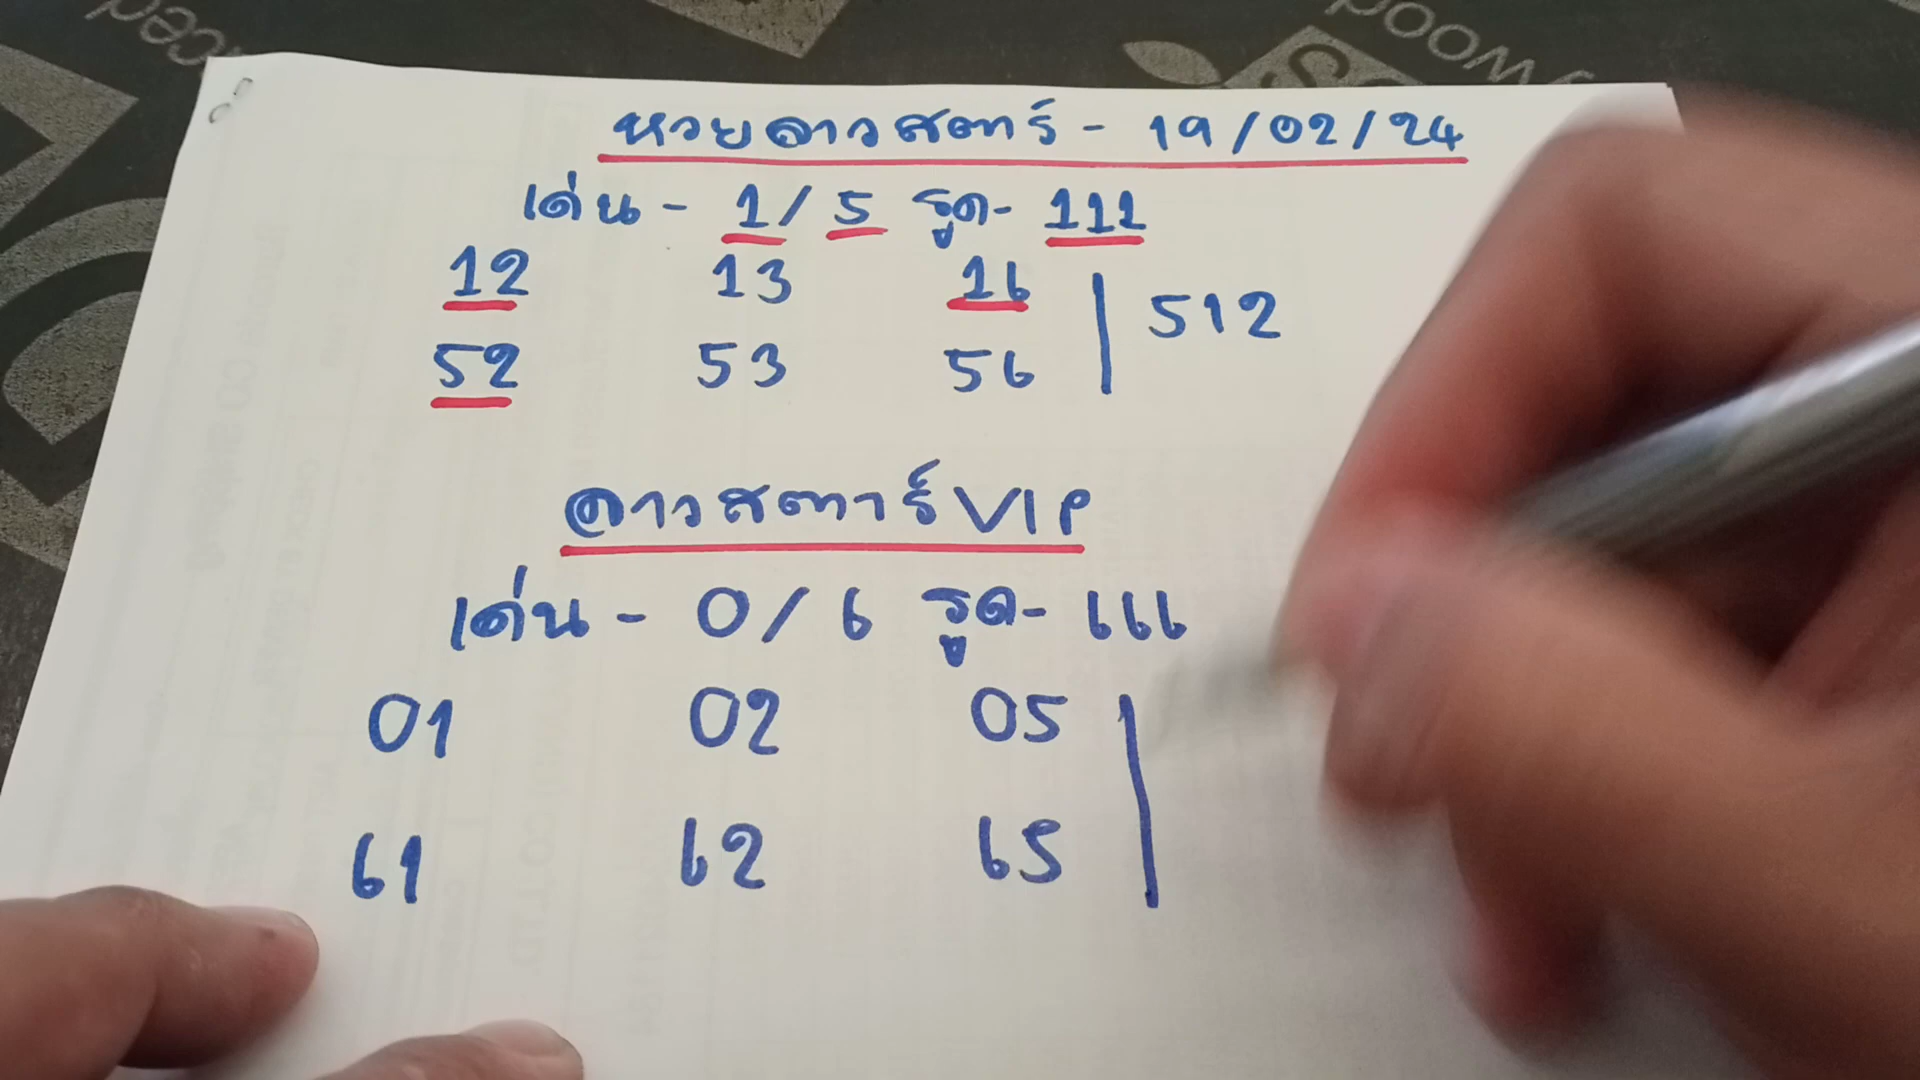 หวยลาวสตาร์ - 19/02/24
เด่น - 1/5 รูด- 111
12 13 16 512
52 53 56
ลาวสตาร์ VIP
เด่น - 0/6 รูด- 666
01 02 05
61 62 65
wood